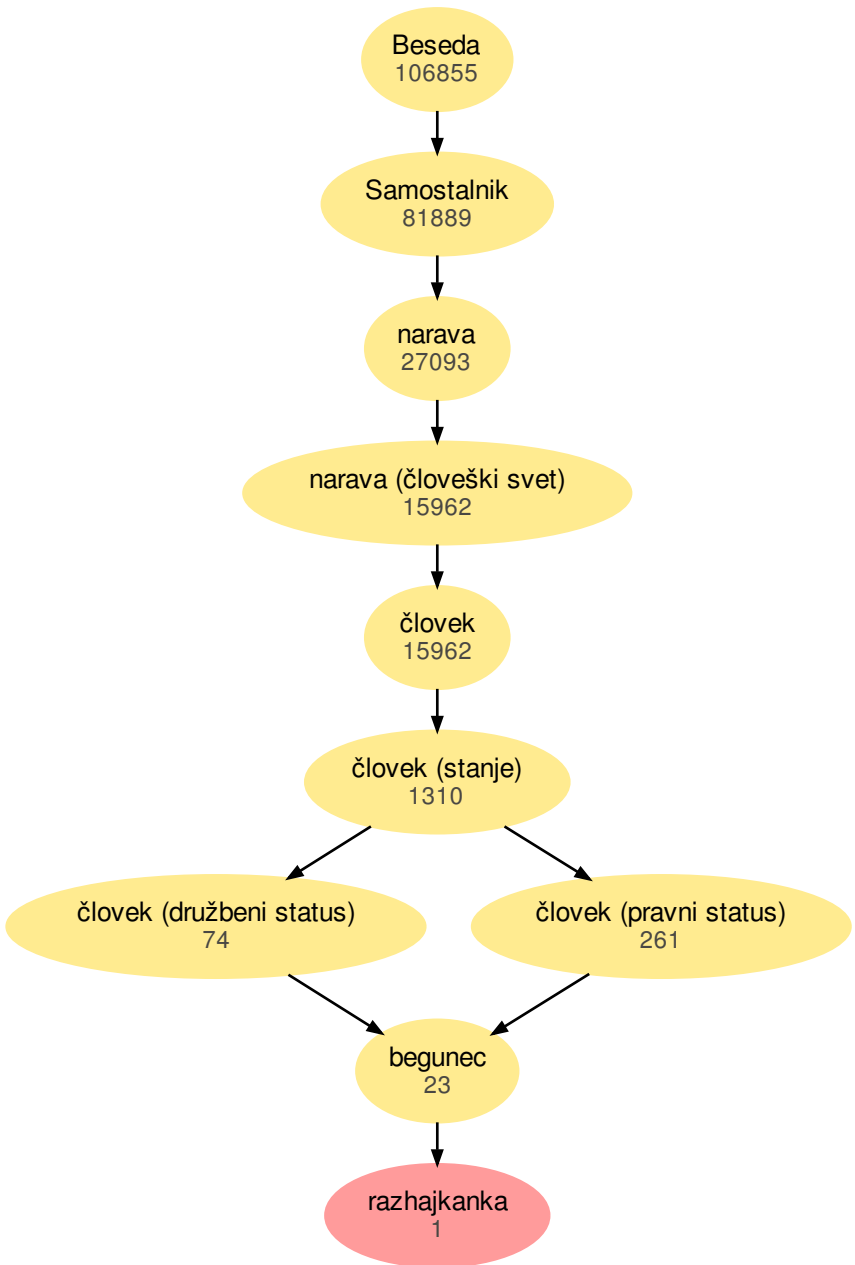 Beseda
106855
Samostalnik
81889
narava
27093
narava (človeški svet)
15962
človek
15962
človek (stanje)
1310
človek (družbeni status)
74
človek (pravni status)
261
begunec
23
razhajkanka
1